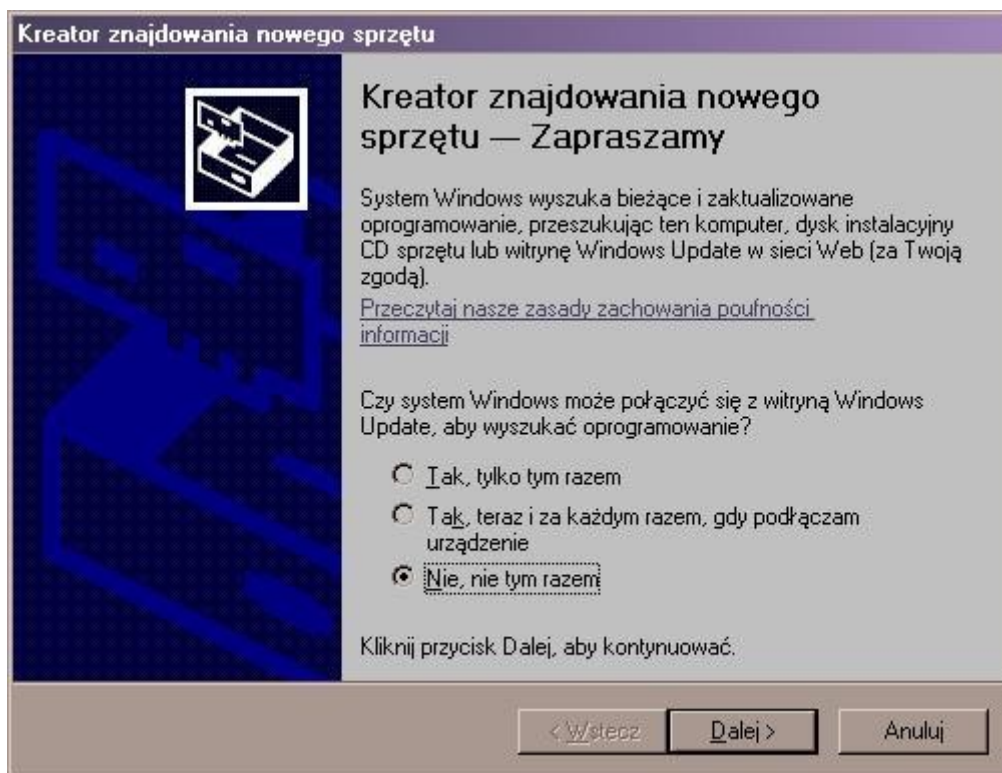 Kreator znajdowania nowego sprzętu
Kreator znajdowania nowego
sprzętu — Zapraszamy
System Windows wyszuka bieżące i zaktualizowane
oprogramowanie, przeszukując ten komputer, dysk instalacyjny
CD sprzętu lub witrynę Windows Update w sieci Web (za Twoją
zgodą).
Przeczytaj nasze zasady zachowania poufności
informacji
Czy system Windows może połączyć się z witryną Windows
Update, aby wyszukać oprogramowanie?
Tak, tylko tym razem
Tak, teraz i za każdym razem, gdy podłączam
urządzenie
Nie, nie tym razem
Kliknij przycisk Dalej, aby kontynuować.
< Wstecz Dalej > Anuluj